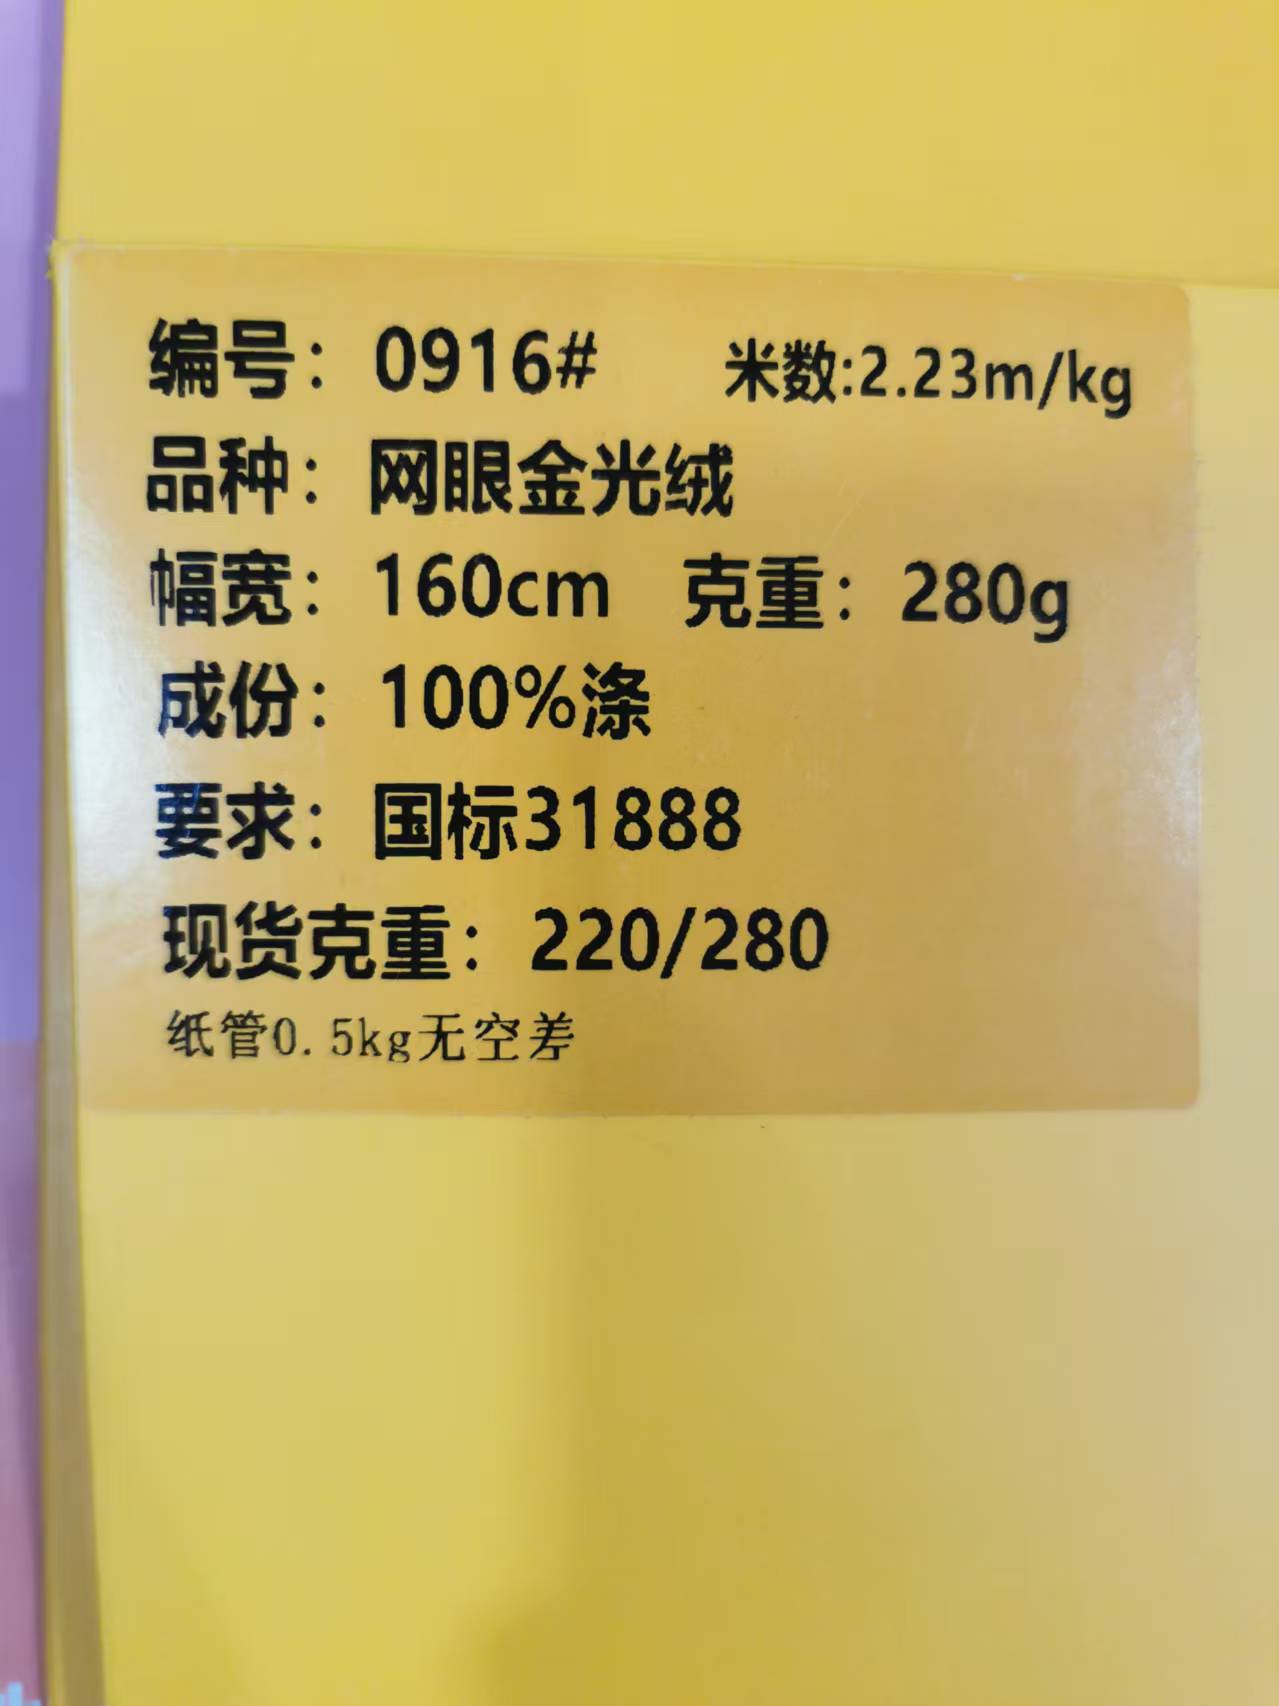 编号：0916# 米数:2.23m/kg
品种：网眼金光绒
幅宽：160cm 克重：280g
成份：100%涤
要求：国标31888
现货克重：220/280
纸管0.5kg无空差